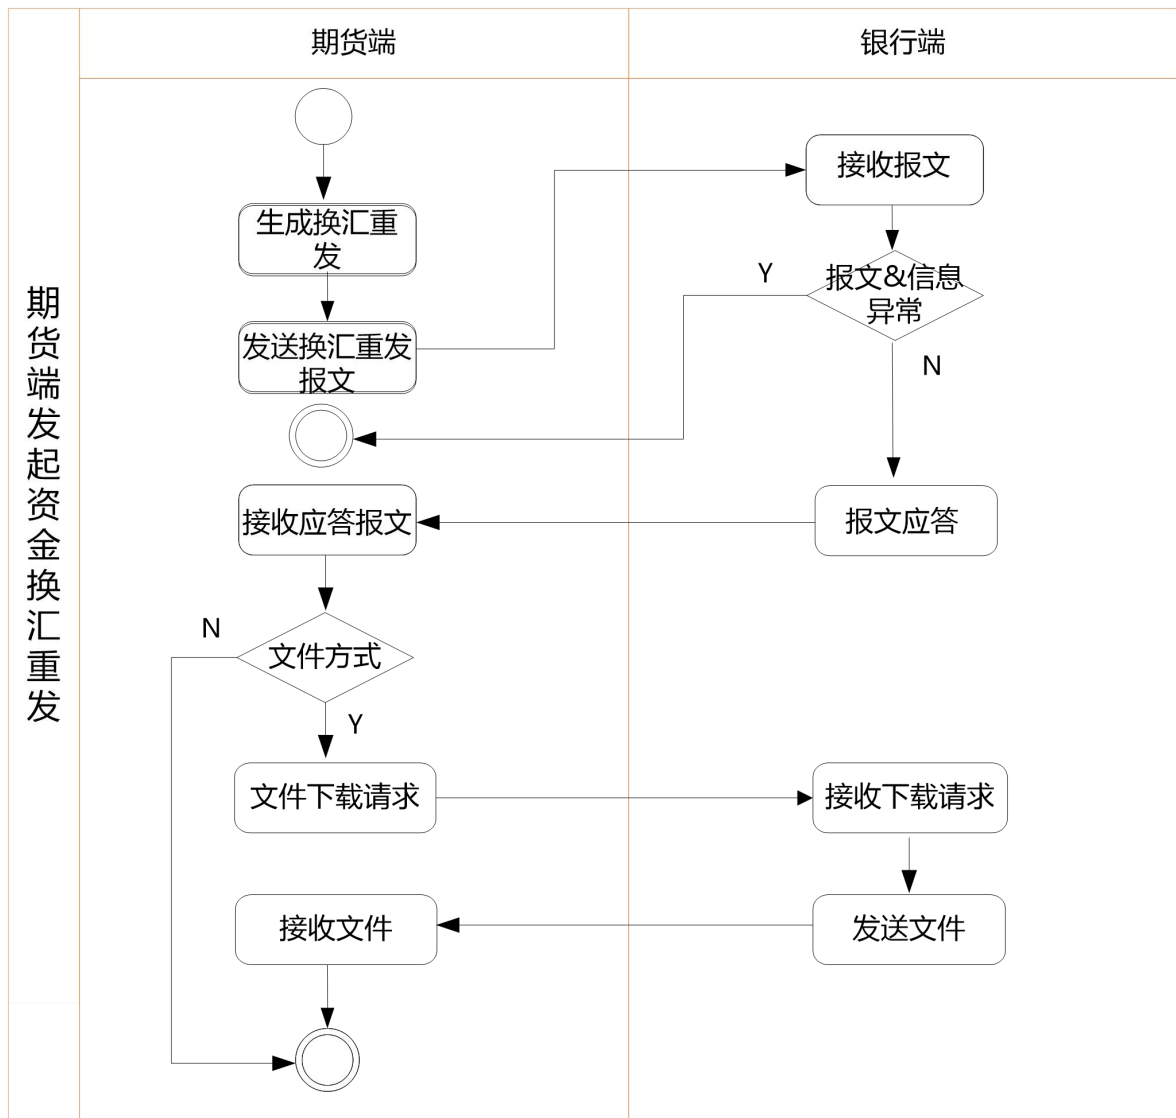 期货端
银行端
期货端发起资金换汇重发
生成换汇重
发
发送换汇重发
报文
接收报文
报文&信息
异常
Y
N
报文应答
接收应答报文
文件方式
N
Y
文件下载请求
接收下载请求
发送文件
接收文件